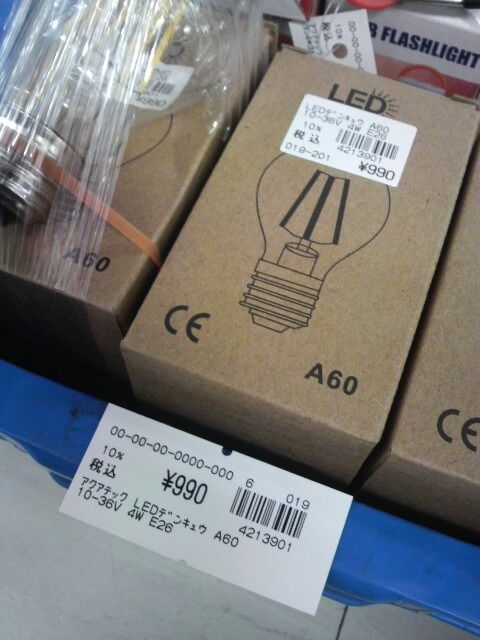 B FLASHLIGHT
LED
LEDﾃﾞﾝｷｭｳ A60
10-36V 4W E26
10%
税込
4213901
019-201
¥990
A60
CE
A60
CE
00-00-00-0000-000 6 019
10%
税込
¥990
4213901
ｱｸｱﾃｯｸ LEDﾃﾞﾝｷｭｳ A60
10-36V 4W E26